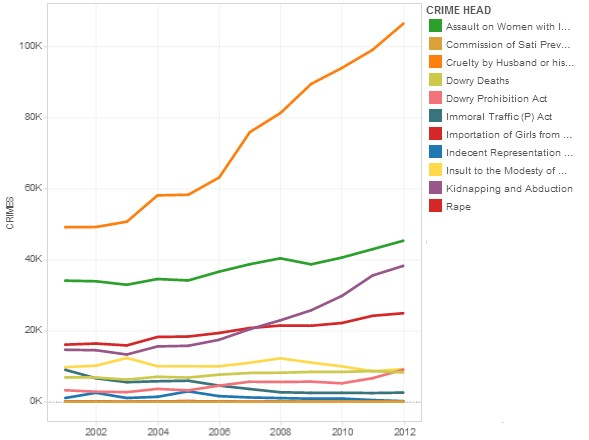 CRIME HEAD
Assault on Women with I...
Commission of Sati Prev...
Cruelty by Husband or his...
Dowry Deaths
Dowry Prohibition Act
Immoral Traffic (P) Act
Importation of Girls from ...
Indecent Representation ...
Insult to the Modesty of ...
Kidnapping and Abduction
Rape
CRIMES
100K
80K
60K
40K
20K
0K
2002 2004 2006 2008 2010 2012